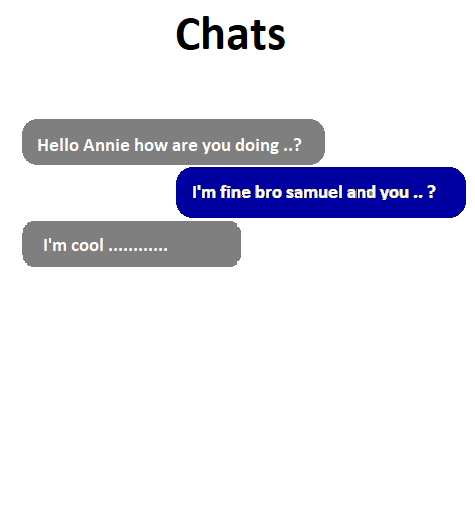 Chats
Hello Annie how are you doing ..?
I'm fine bro samuel and you .. ?
I'm cool ............